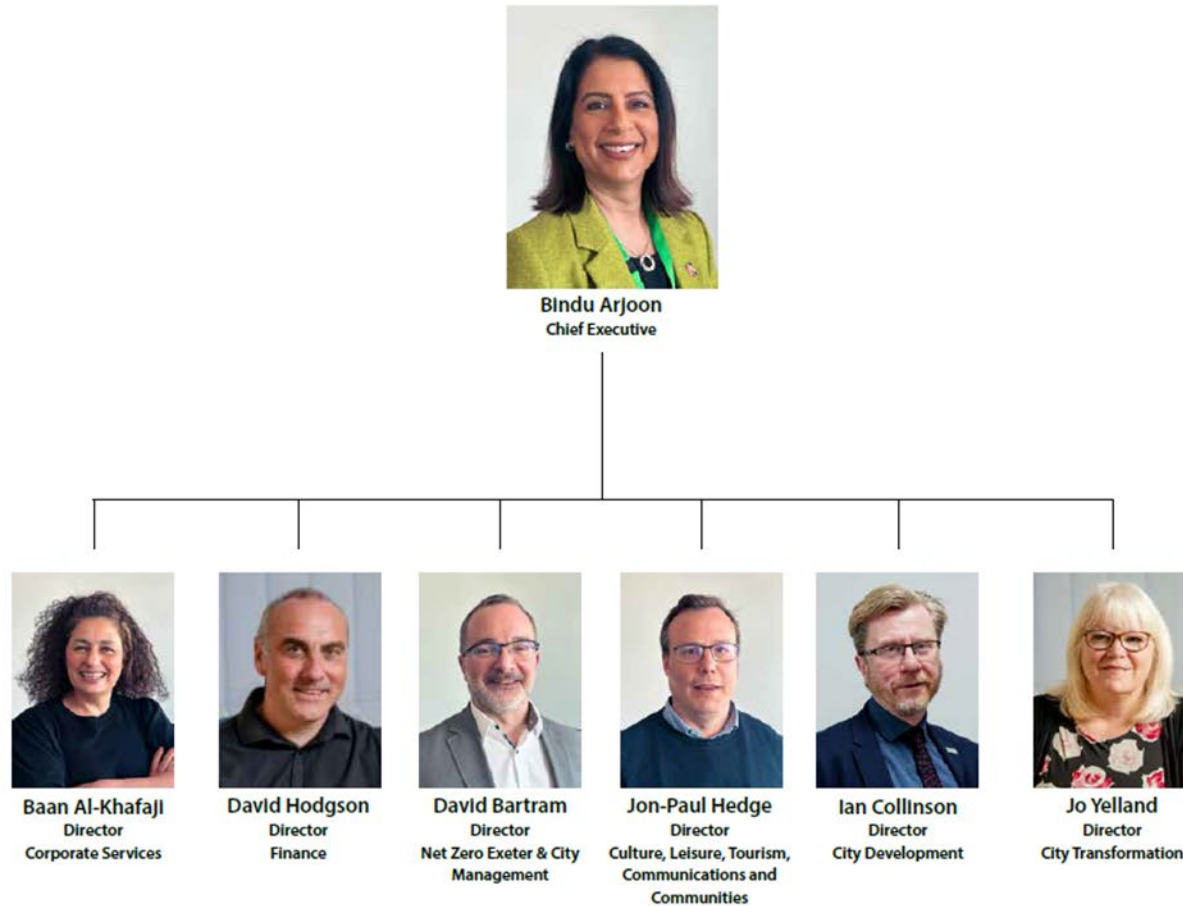 Bindu Arjoon
Chief Executive
Baan Al-Khafaji
Director
Corporate Services
David Hodgson
Director
Finance
David Bartram
Director
Net Zero Exeter & City
Management
Jon-Paul Hedge
Director
Culture, Leisure, Tourism,
Communications and
Communities
Ian Collinson
Director
City Development
Jo Yelland
Director
City Transformation